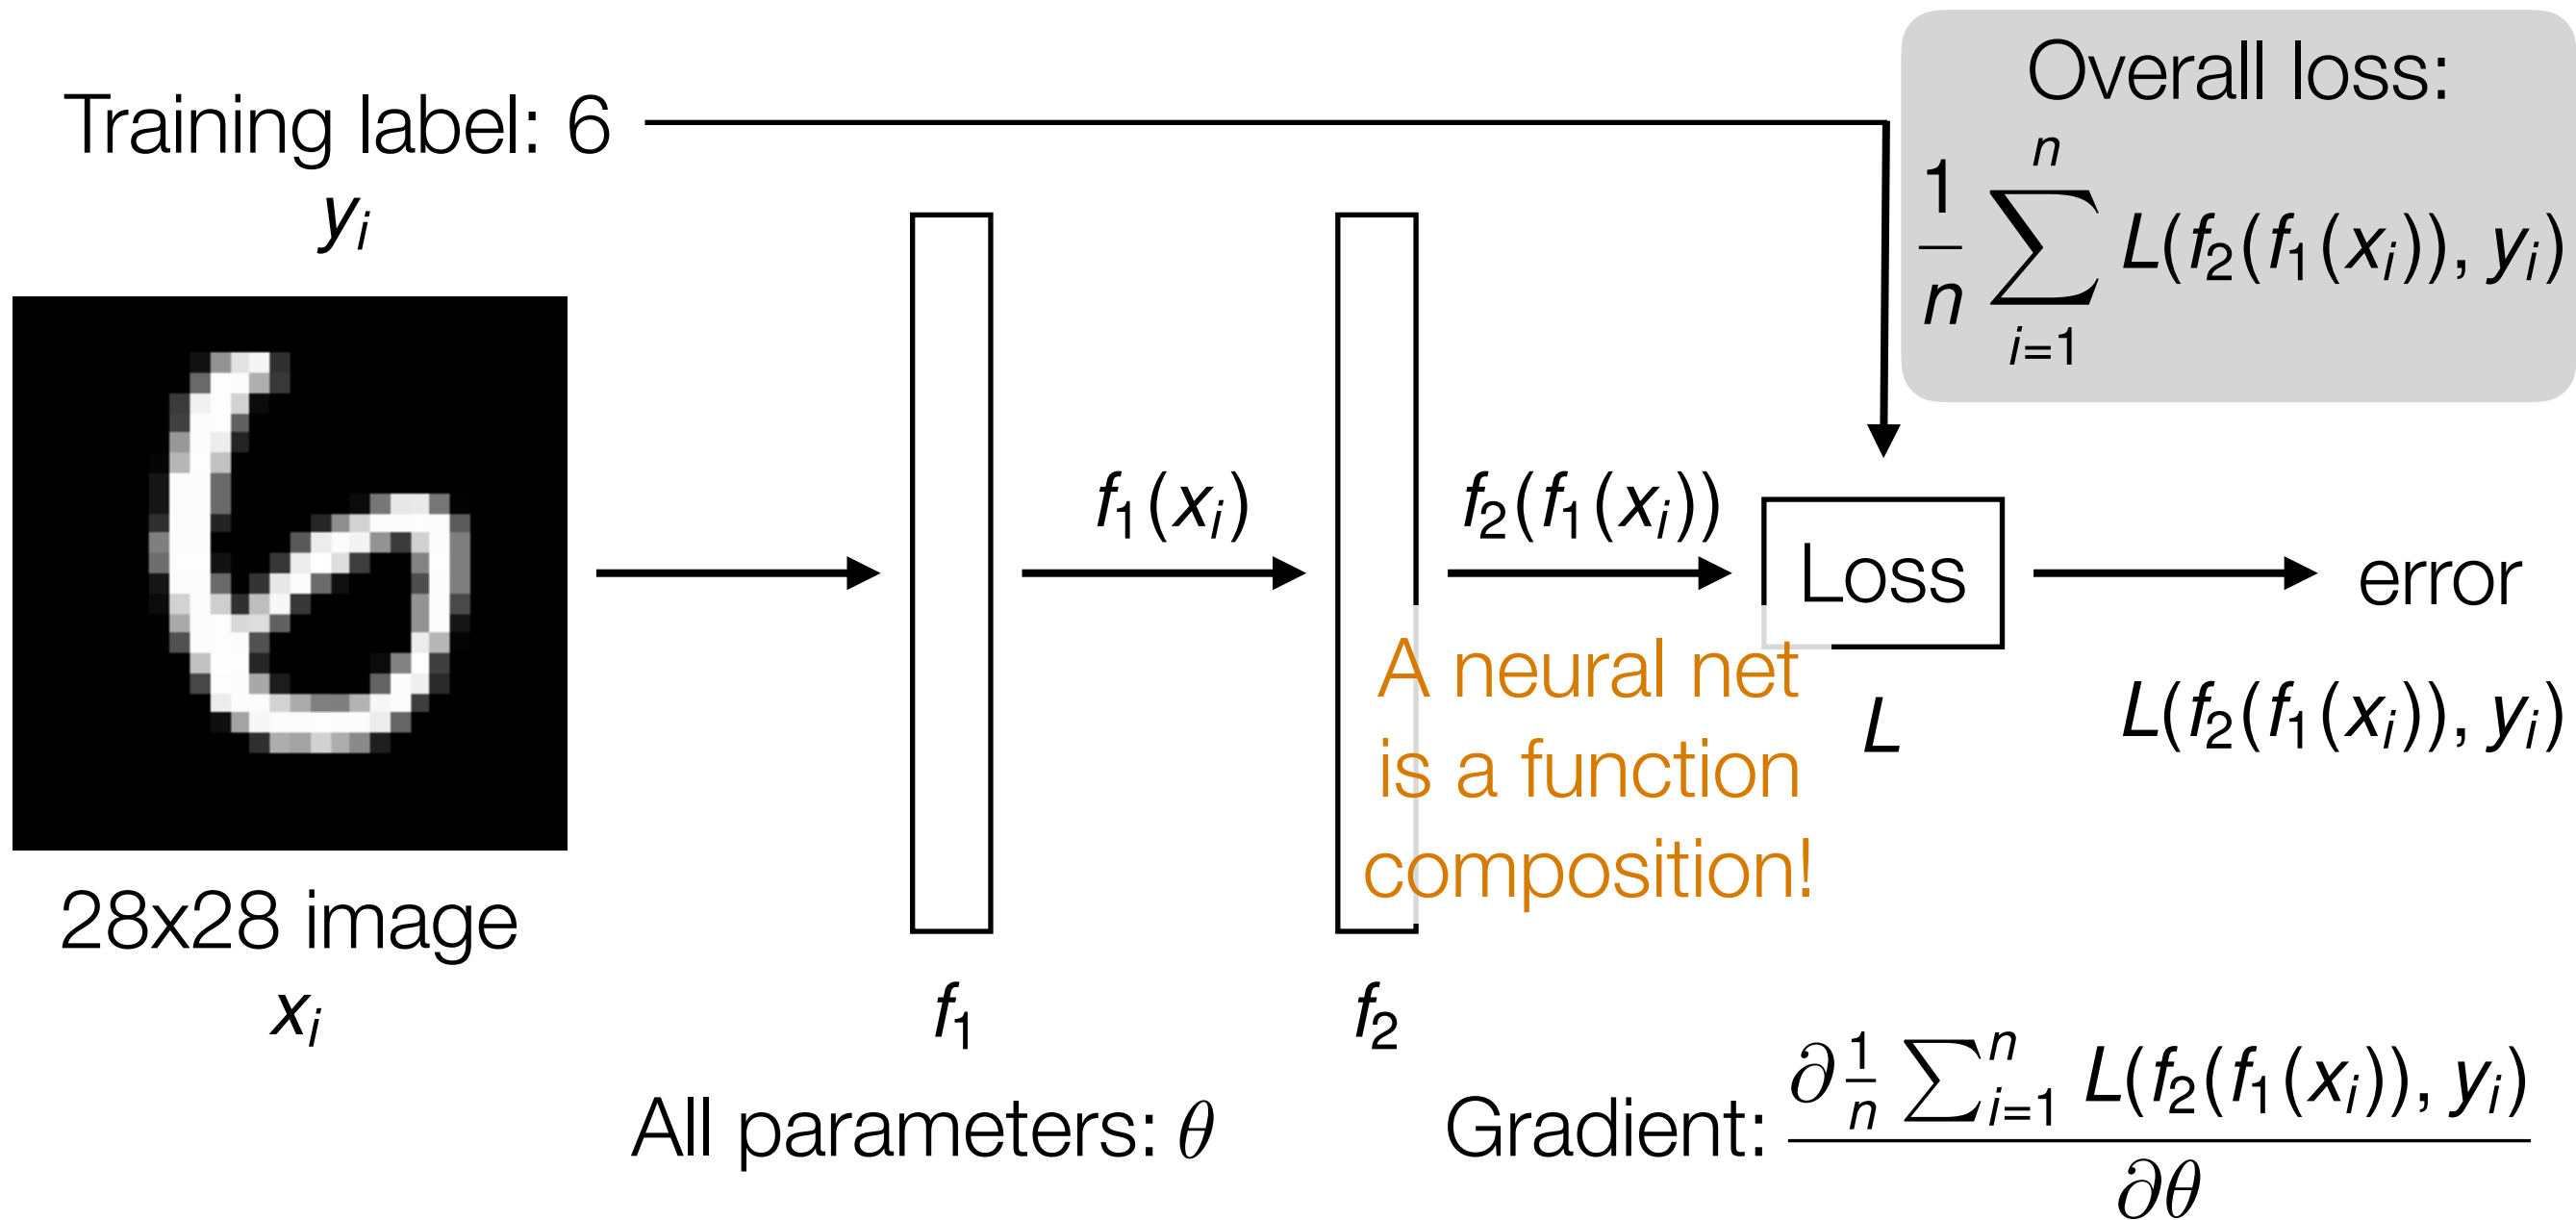 Training label: 6
yᵢ
28x28 image
xᵢ
f₁
f₁(xᵢ)
f₂
f₂(f₁(xᵢ))
A neural net
is a function
composition!
Loss
L
error
L(f₂(f₁(xᵢ)), yᵢ)
Overall loss:
1/n ∑ⁿᵢ₌₁ L(f₂(f₁(xᵢ)), yᵢ)
All parameters: θ
Gradient: ∂ 1/n ∑ⁿᵢ₌₁ L(f₂(f₁(xᵢ)), yᵢ) / ∂θ